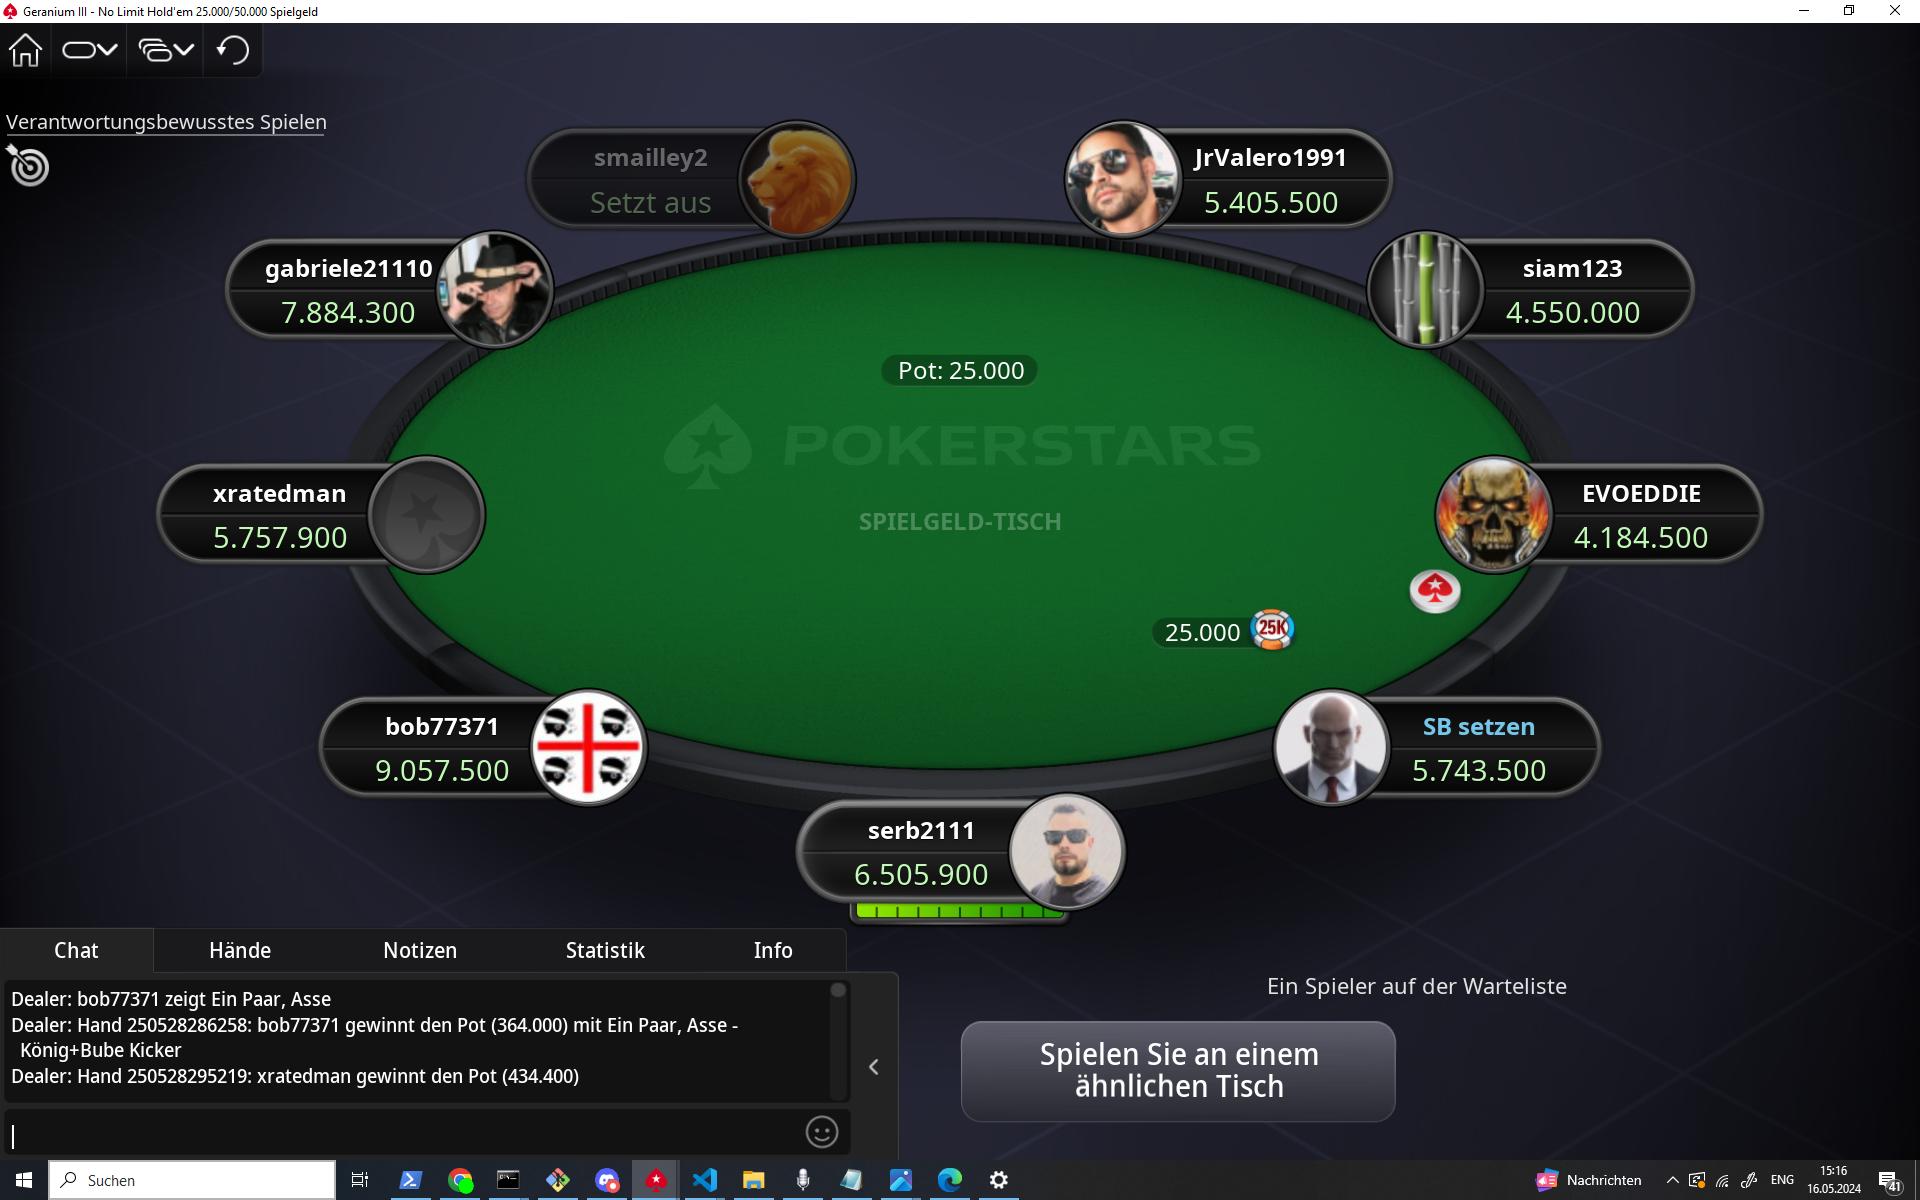 Geranium III - No Limit Hold'em 25.000/50.000 Spielgeld
Verantwortungsbewusstes Spielen
smailley2
Setzt aus
JrValero1991
5.405.500
gabriele21110
7.884.300
siam123
4.550.000
Pot: 25.000
POKERSTARS
SPIELGELD-TISCH
xratedman
5.757.900
EVOEDDIE
4.184.500
25.000
25K
bob77371
9.057.500
SB setzen
5.743.500
serb2111
6.505.900
Chat
Hände
Notizen
Statistik
Info
Dealer: bob77371 zeigt Ein Paar, Asse
Dealer: Hand 250528286258: bob77371 gewinnt den Pot (364.000) mit Ein Paar, Asse -
König+Bube Kicker
Dealer: Hand 250528295219: xratedman gewinnt den Pot (434.400)
Ein Spieler auf der Warteliste
Spielen Sie an einem
ähnlichen Tisch
Suchen
Nachrichten
ENG
15:16
16.05.2024
41